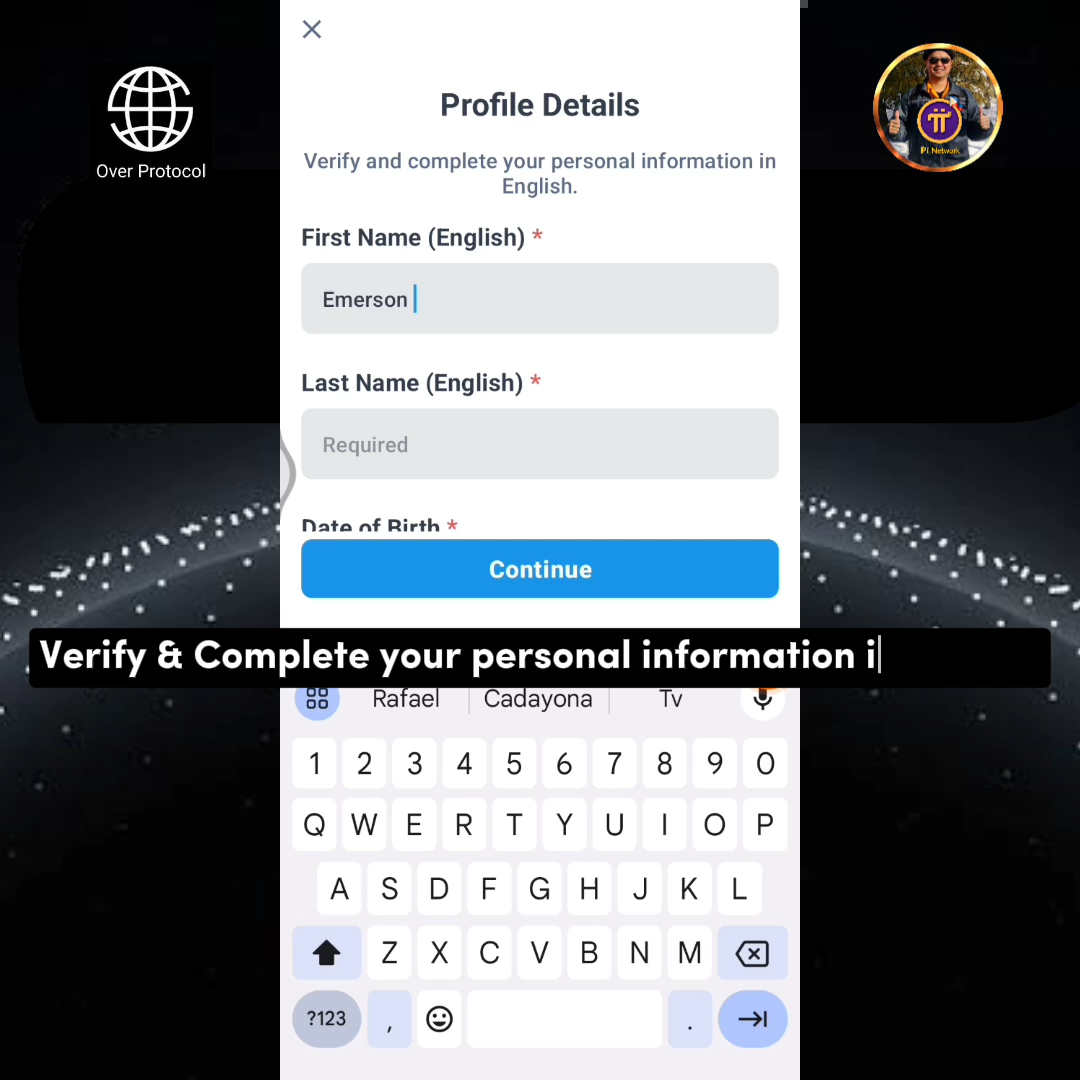 Profile Details
Over Protocol
Pi Network
Verify and complete your personal information in
English.
First Name (English) *
Emerson
Last Name (English) *
Required
Date of Birth *
Continue
Verify & Complete your personal information i
Rafael Cadayona Tv
1 2 3 4 5 6 7 8 9 0
Q W E R T Y U I O P
A S D F G H J K L
Z X C V B N M
?123 , .